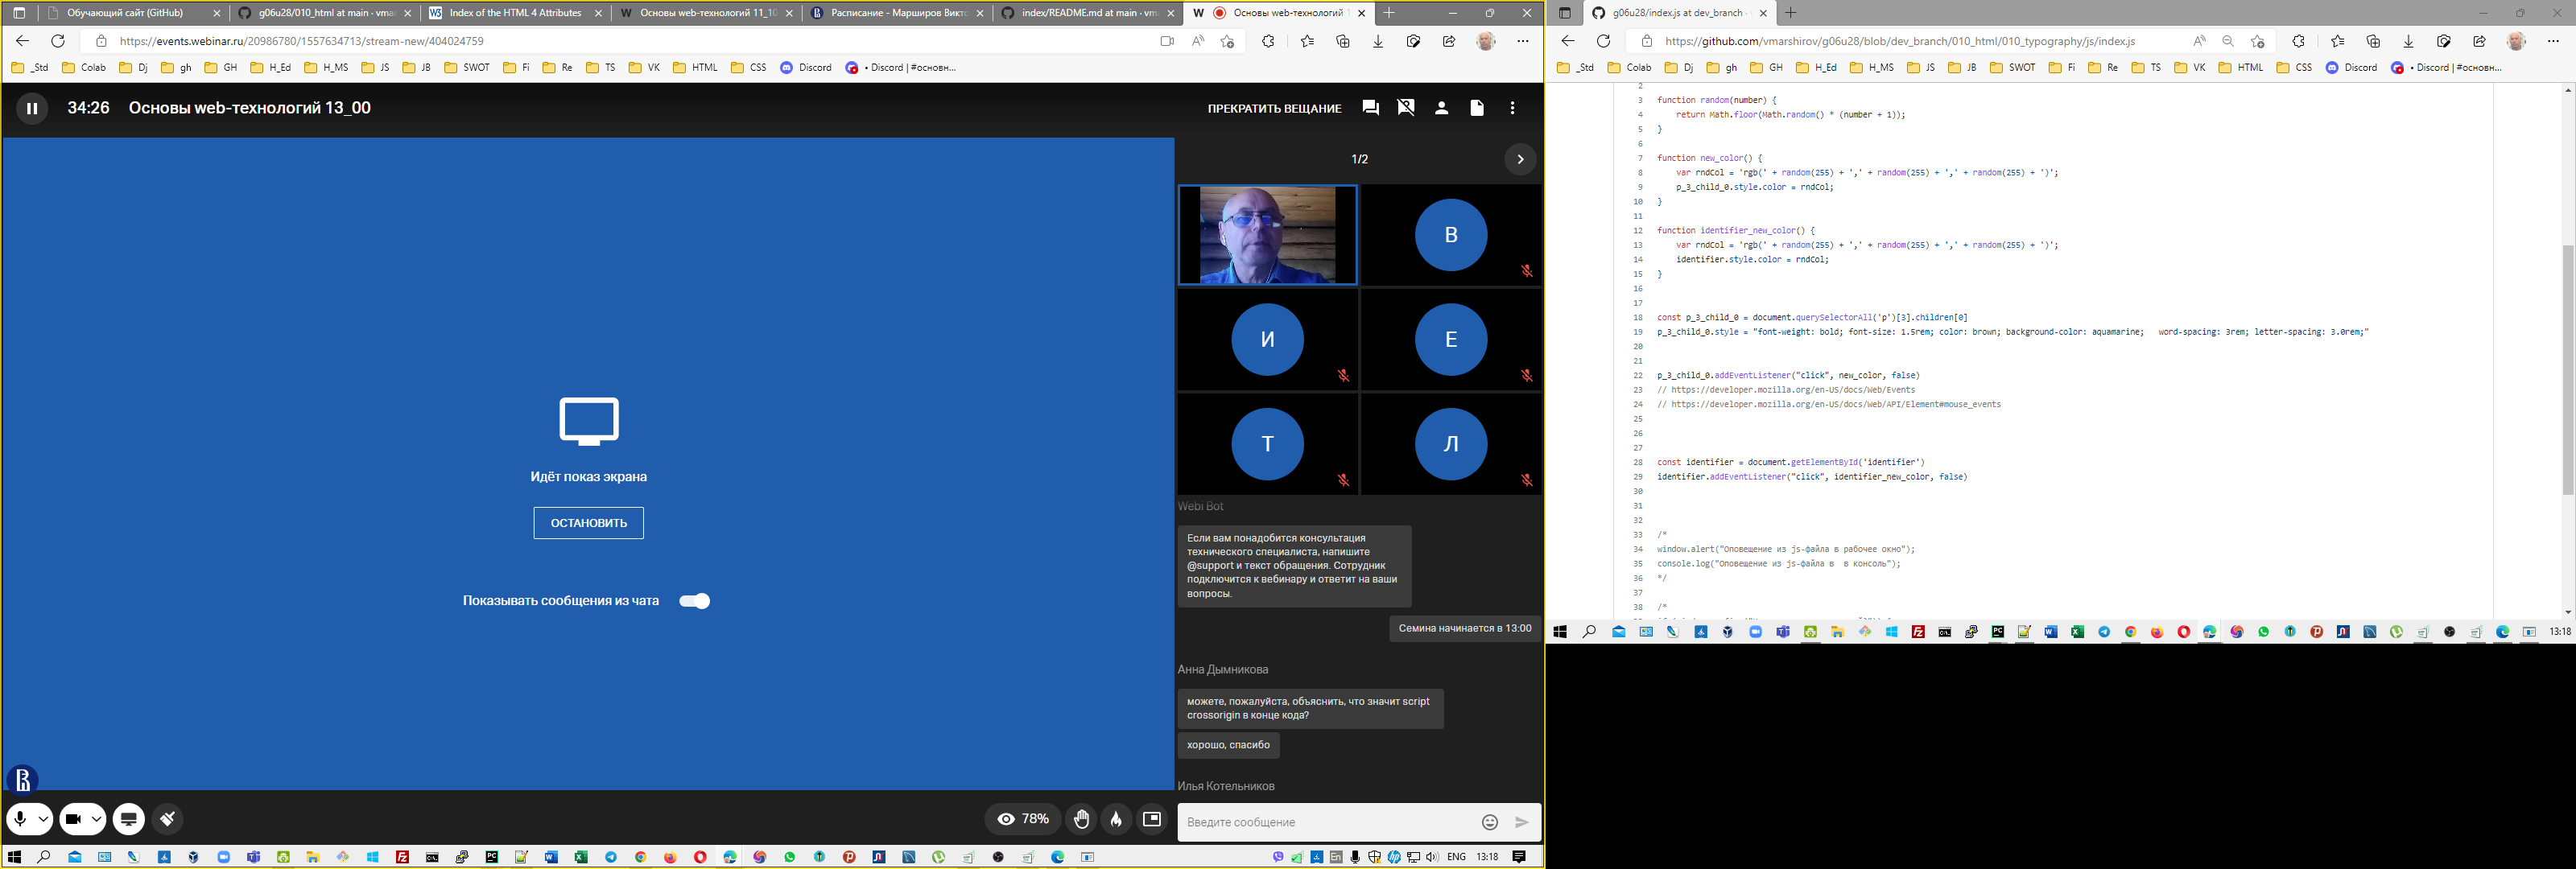 Обучающий сайт (GitHub)
g06u28/010_html at main · vmar
Index of the HTML 4 Attributes
Основы web-технологий 11_10
Расписание - Марширов Викто
index/README.md at main · vma
Основы web-технологий 1
https://events.webinar.ru/20986780/1557634713/stream-new/404024759
_Std Colab Dj gh GH H_Ed H_MS JS JB SWOT Fi Re TS VK HTML CSS Discord • Discord | #основн...
34:26 Основы web-технологий 13_00
ПРЕКРАТИТЬ ВЕЩАНИЕ
1/2
В
И
Е
Т
Л
Идёт показ экрана
ОСТАНОВИТЬ
Показывать сообщения из чата
Webi Bot
Если вам понадобится консультация
технического специалиста, напишите
@support и текст обращения. Сотрудник
подключится к вебинару и ответит на ваши
вопросы.
Семина начинается в 13:00
Анна Дымникова
можете, пожалуйста, объяснить, что значит script
crossorigin в конце кода?
хорошо, спасибо
Илья Котельников
78%
Введите сообщение
ENG 13:18
g06u28/index.js at dev_branch ·
https://github.com/vmarshirov/g06u28/blob/dev_branch/010_html/010_typography/js/index.js
_Std Colab Dj gh GH H_Ed H_MS JS JB SWOT Fi Re TS VK HTML CSS Discord • Discord | #основн...
2
3 function random(number) {
4 return Math.floor(Math.random() * (number + 1));
5 }
6
7 function new_color() {
8 var rndCol = 'rgb(' + random(255) + ',' + random(255) + ',' + random(255) + ')';
9 p_3_child_0.style.color = rndCol;
10 }
11
12 function identifier_new_color() {
13 var rndCol = 'rgb(' + random(255) + ',' + random(255) + ',' + random(255) + ')';
14 identifier.style.color = rndCol;
15 }
16
17
18 const p_3_child_0 = document.querySelectorAll('p')[3].children[0]
19 p_3_child_0.style = "font-weight: bold; font-size: 1.5rem; color: brown; background-color: aquamarine; word-spacing: 3rem; letter-spacing: 3.0rem;"
20
21
22 p_3_child_0.addEventListener("click", new_color, false)
23 // https://developer.mozilla.org/en-US/docs/Web/Events
24 // https://developer.mozilla.org/en-US/docs/Web/API/Element#mouse_events
25
26
27
28 const identifier = document.getElementById('identifier')
29 identifier.addEventListener("click", identifier_new_color, false)
30
31
32
33 /*
34 window.alert("Оповещение из js-файла в рабочее окно");
35 console.log("Оповещение из js-файла в в консоль");
36 */
37
38 /*
13:18